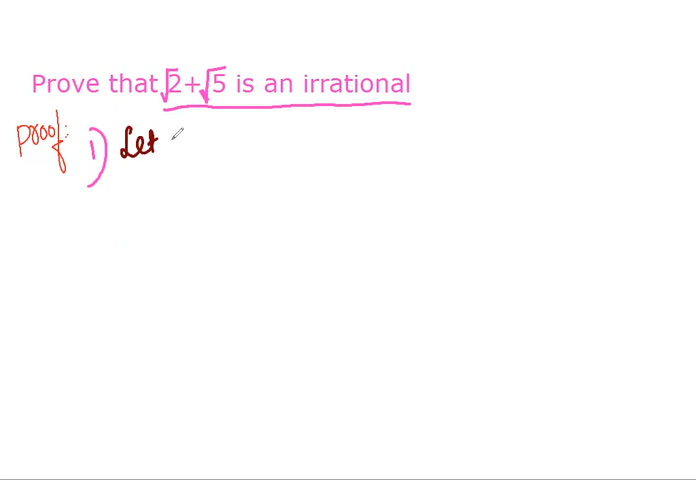 Prove that √2+√5 is an irrational
Proof:
1) Let